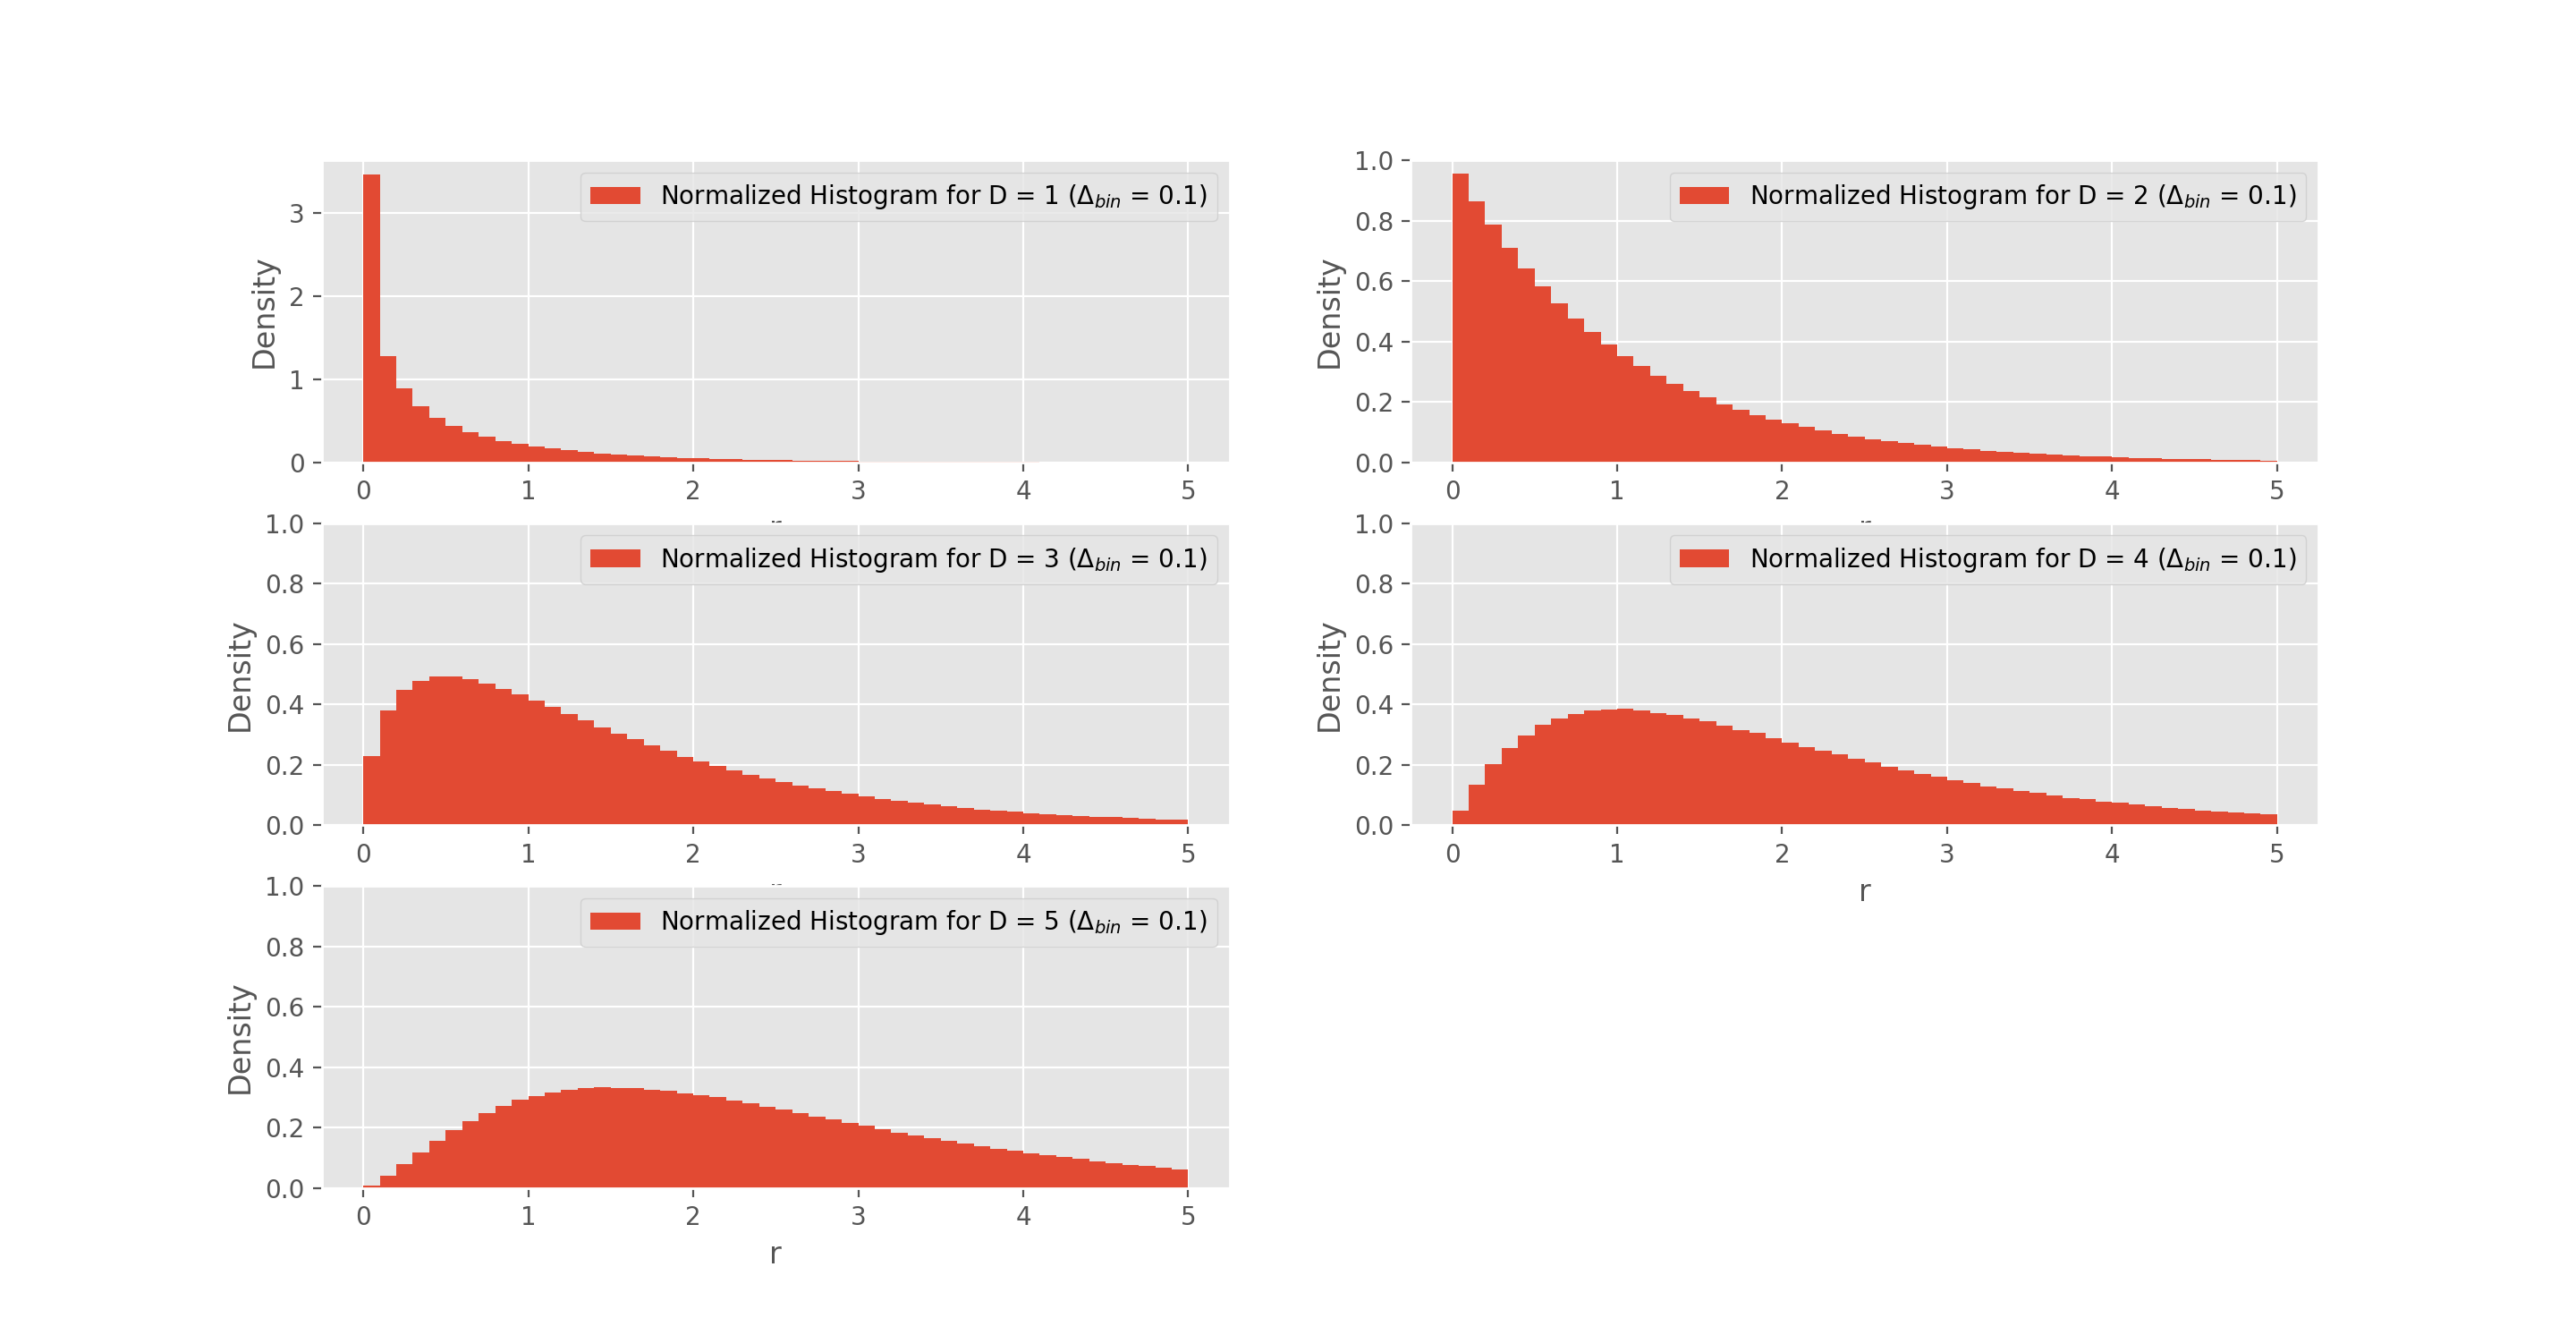 Normalized Histogram for D = 1 (Δbin = 0.1)
Density
3
2
1
0
0 1 2 3 4 5
Normalized Histogram for D = 2 (Δbin = 0.1)
Density
1.0
0.8
0.6
0.4
0.2
0.0
0 1 2 3 4 5
Normalized Histogram for D = 3 (Δbin = 0.1)
Density
1.0
0.8
0.6
0.4
0.2
0.0
0 1 2 3 4 5
Normalized Histogram for D = 4 (Δbin = 0.1)
Density
1.0
0.8
0.6
0.4
0.2
0.0
0 1 2 3 4 5
r
Normalized Histogram for D = 5 (Δbin = 0.1)
Density
1.0
0.8
0.6
0.4
0.2
0.0
0 1 2 3 4 5
r